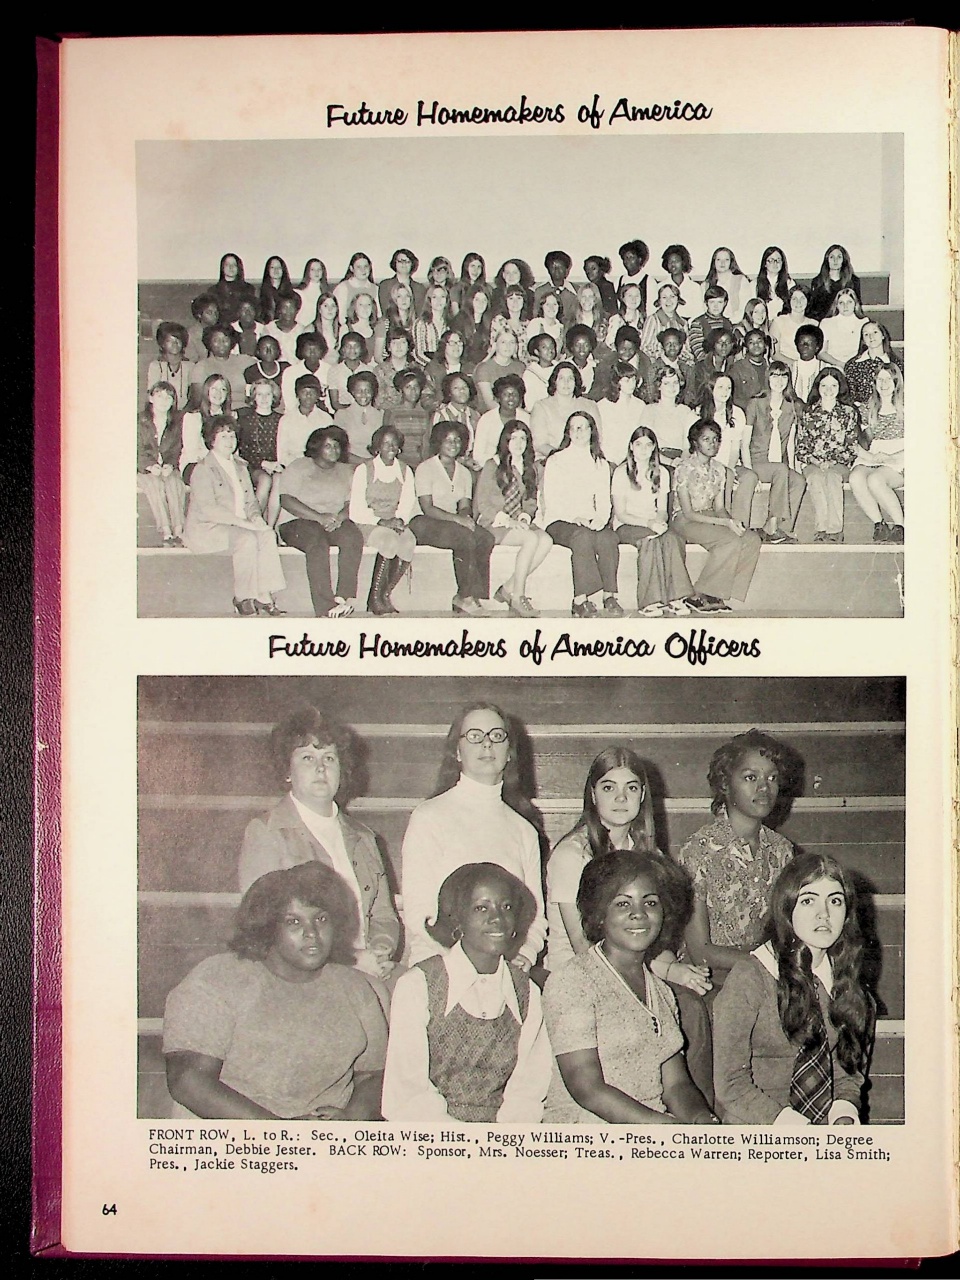 Future Homemakers of America
Future Homemakers of America Officers
FRONT ROW, L. to R.: Sec., Oleita Wise; Hist., Peggy Williams; V.-Pres., Charlotte Williamson; Degree
Chairman, Debbie Jester. BACK ROW: Sponsor, Mrs. Noesser; Treas., Rebecca Warren; Reporter, Lisa Smith;
Pres., Jackie Staggers.
64